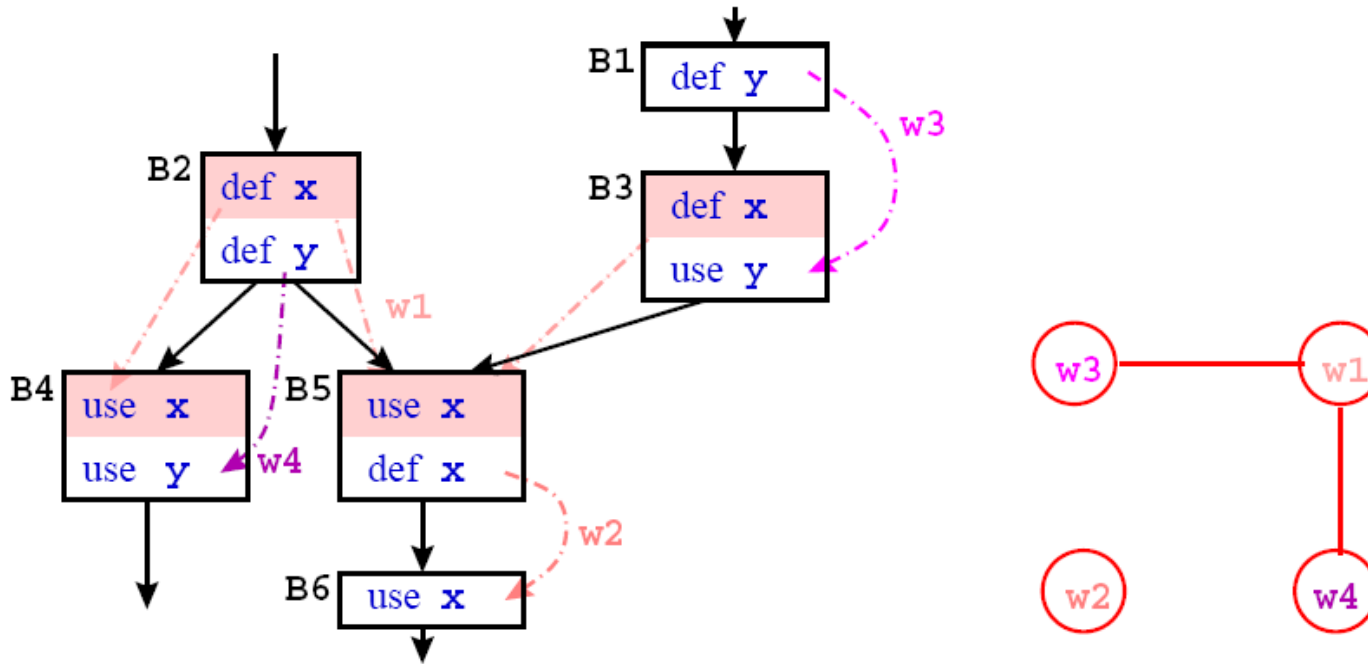 B1
def y
w3
B2
def x
def y
B3
def x
use y
w1
B4
use x
use y
w4
B5
use x
def x
w2
B6
use x
w3
w1
w2
w4